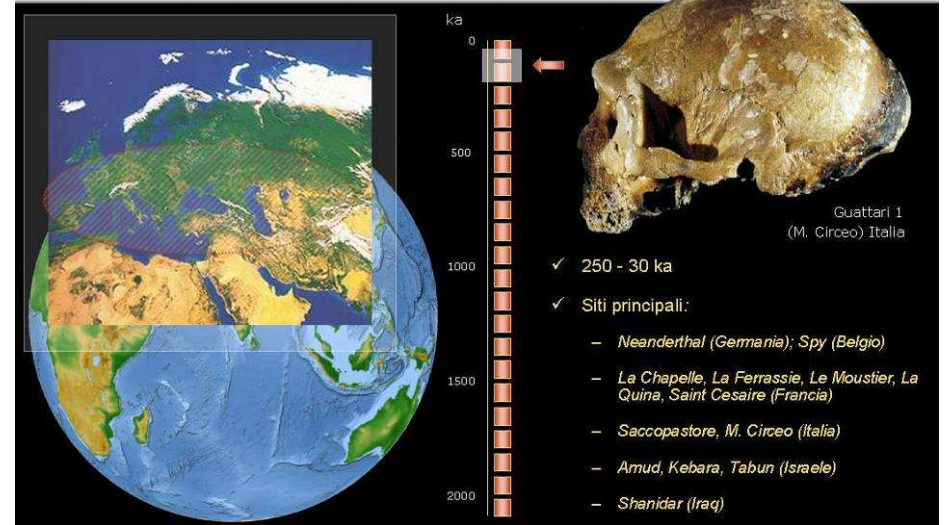 ka
0
500
1000
1500
2000
Guattari 1
(M. Circeo) Italia
✓ 250 - 30 ka
✓ Siti principali:
– Neanderthal (Germania); Spy (Belgio)
– La Chapelle, La Ferrassie, Le Moustier, La
Quina, Saint Cesaire (Francia)
– Saccopastore, M. Circeo (Italia)
– Amud, Kebara, Tabun (Israele)
– Shanidar (Iraq)